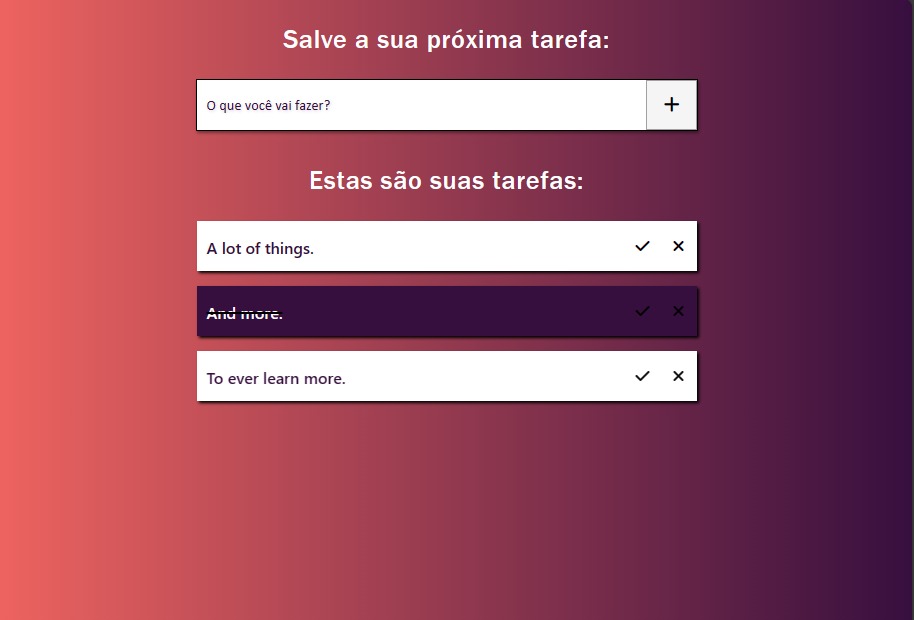 Salve a sua próxima tarefa:
O que você vai fazer?
Estas são suas tarefas:
A lot of things.
And more.
To ever learn more.